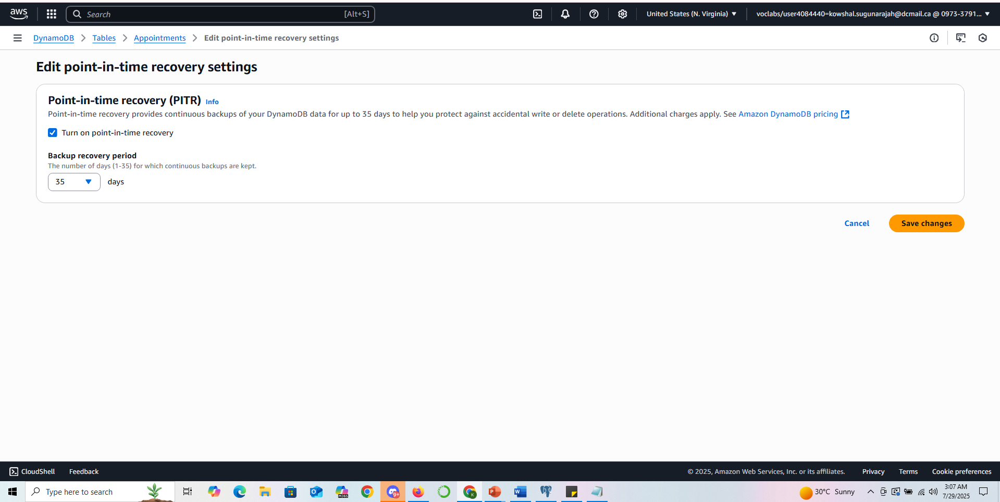 aws
Search [Alt+S]
United States (N. Virginia)
voclabs/user4084440=kowshal.sugunarajah@dcmail.ca @ 0973-3791...
DynamoDB
Tables
Appointments
Edit point-in-time recovery settings
Edit point-in-time recovery settings
Point-in-time recovery (PITR) Info
Point-in-time recovery provides continuous backups of your DynamoDB data for up to 35 days to help you protect against accidental write or delete operations. Additional charges apply. See Amazon DynamoDB pricing
Turn on point-in-time recovery
Backup recovery period
The number of days (1-35) for which continuous backups are kept.
35 days
Cancel
Save changes
CloudShell
Feedback
© 2025, Amazon Web Services, Inc. or its affiliates.
Privacy
Terms
Cookie preferences
Type here to search
M365
9+
K
P
W
30°C Sunny
3:07 AM
7/29/2025